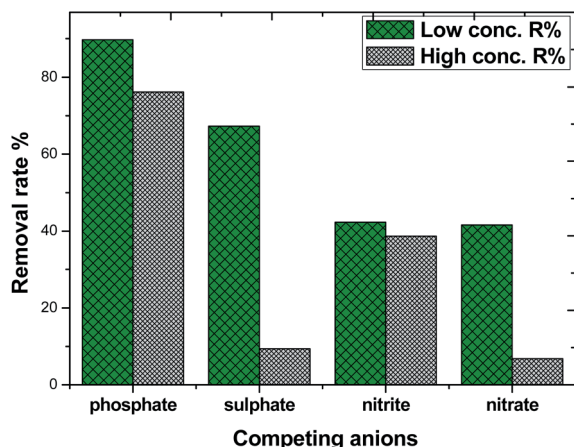 Low conc. R%
High conc. R%
Removal rate %
80
60
40
20
0
phosphate sulphate nitrite nitrate
Competing anions